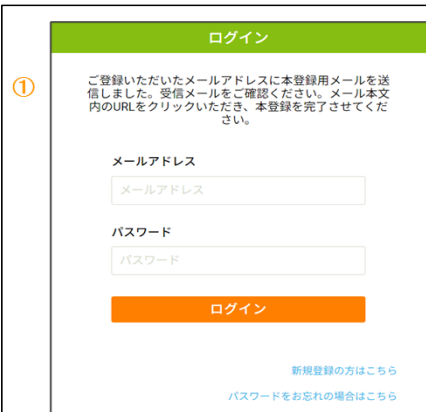 ログイン
①
ご登録いただいたメールアドレスに本登録用メールを送
信しました。受信メールをご確認ください。メール本文
内のURLをクリックいただき、本登録を完了させてくだ
さい。
メールアドレス
メールアドレス
パスワード
パスワード
ログイン
新規登録の方はこちら
パスワードをお忘れの場合はこちら